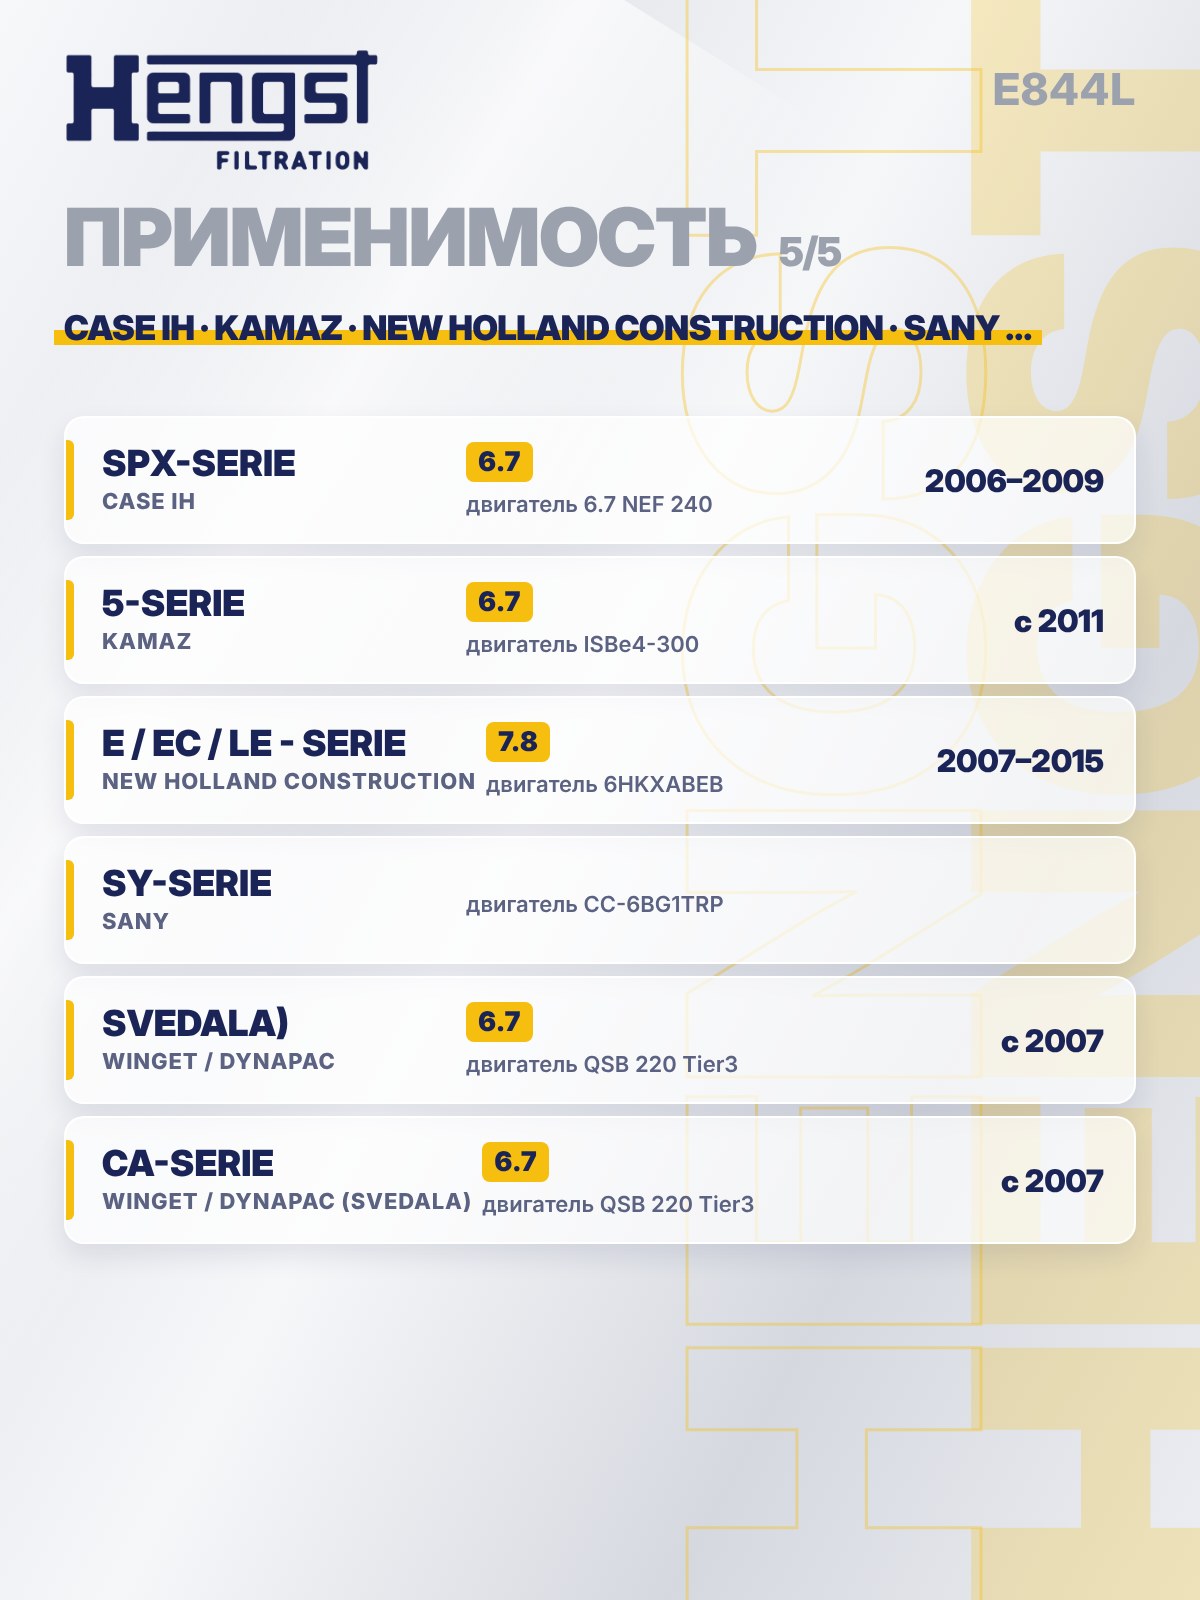 Hengst
FILTRATION
E844L
ПРИМЕНИМОСТЬ 5/5
CASE IH · KAMAZ · NEW HOLLAND CONSTRUCTION · SANY ...
SPX-SERIE
CASE IH
6.7
двигатель 6.7 NEF 240
2006–2009
5-SERIE
KAMAZ
6.7
двигатель ISBe4-300
с 2011
E / EC / LE - SERIE
NEW HOLLAND CONSTRUCTION
7.8
двигатель 6HKXABEB
2007–2015
SY-SERIE
SANY
двигатель CC-6BG1TRP
SVEDALA)
WINGET / DYNAPAC
6.7
двигатель QSB 220 Tier3
с 2007
CA-SERIE
WINGET / DYNAPAC (SVEDALA)
6.7
двигатель QSB 220 Tier3
с 2007
HENGST
HENGST